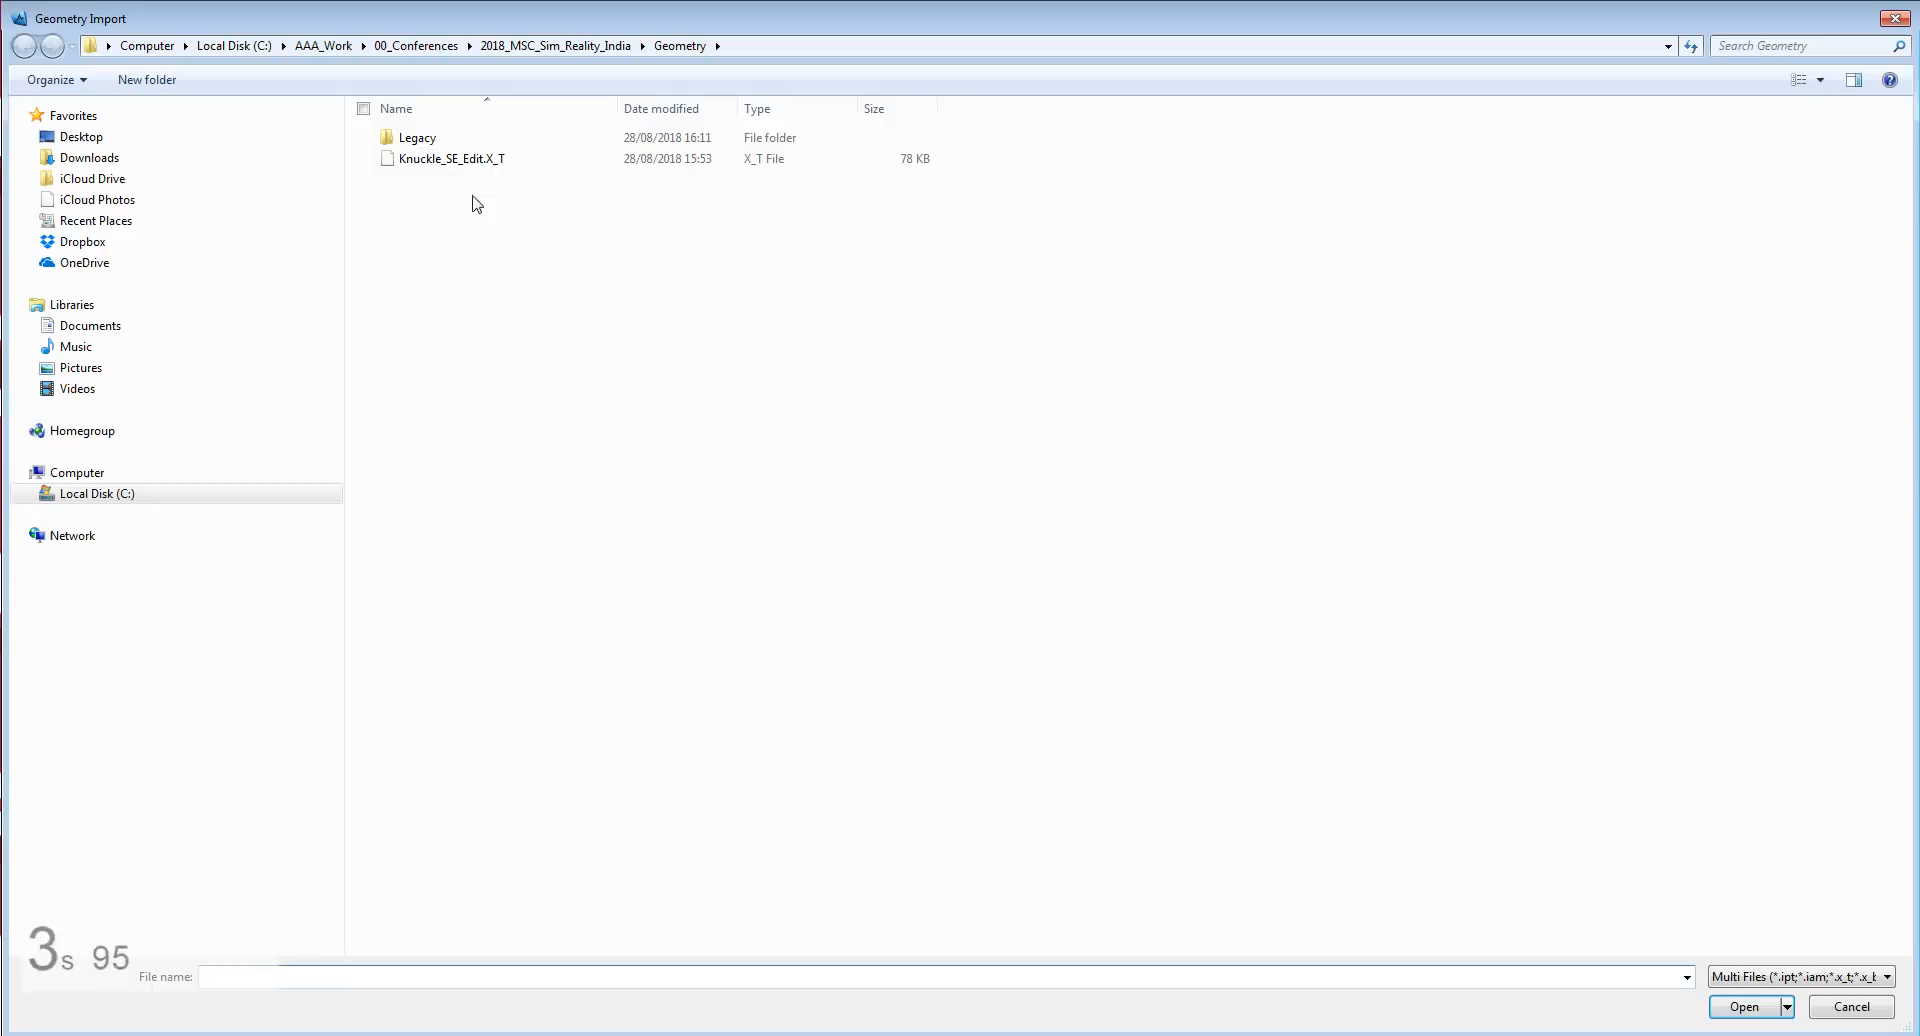 Geometry Import
Computer Local Disk (C:) AAA_Work 00_Conferences 2018_MSC_Sim_Reality_India Geometry
Search Geometry
Organize New folder
Name Date modified Type Size
Legacy 28/08/2018 16:11 File folder
Knuckle_SE_Edit.X_T 28/08/2018 15:53 X_T File 78 KB
Favorites
Desktop
Downloads
iCloud Drive
iCloud Photos
Recent Places
Dropbox
OneDrive
Libraries
Documents
Music
Pictures
Videos
Homegroup
Computer
Local Disk (C:)
Network
3s 95
File name:
Multi Files (*.ipt;*.iam;*.x_t;*.x_b
Open Cancel